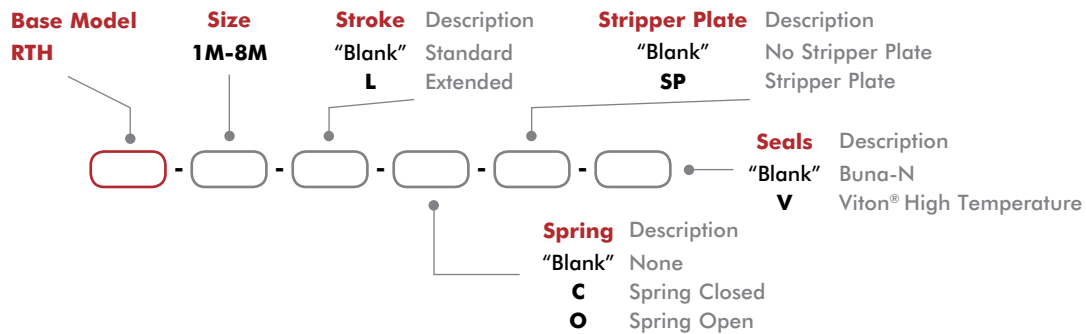 Base Model Size Stroke Description Stripper Plate Description
RTH 1M-8M “Blank” Standard “Blank” No Stripper Plate
L Extended SP Stripper Plate
- - - - -
Seals Description
“Blank” Buna-N
V Viton® High Temperature
Spring Description
“Blank” None
C Spring Closed
O Spring Open